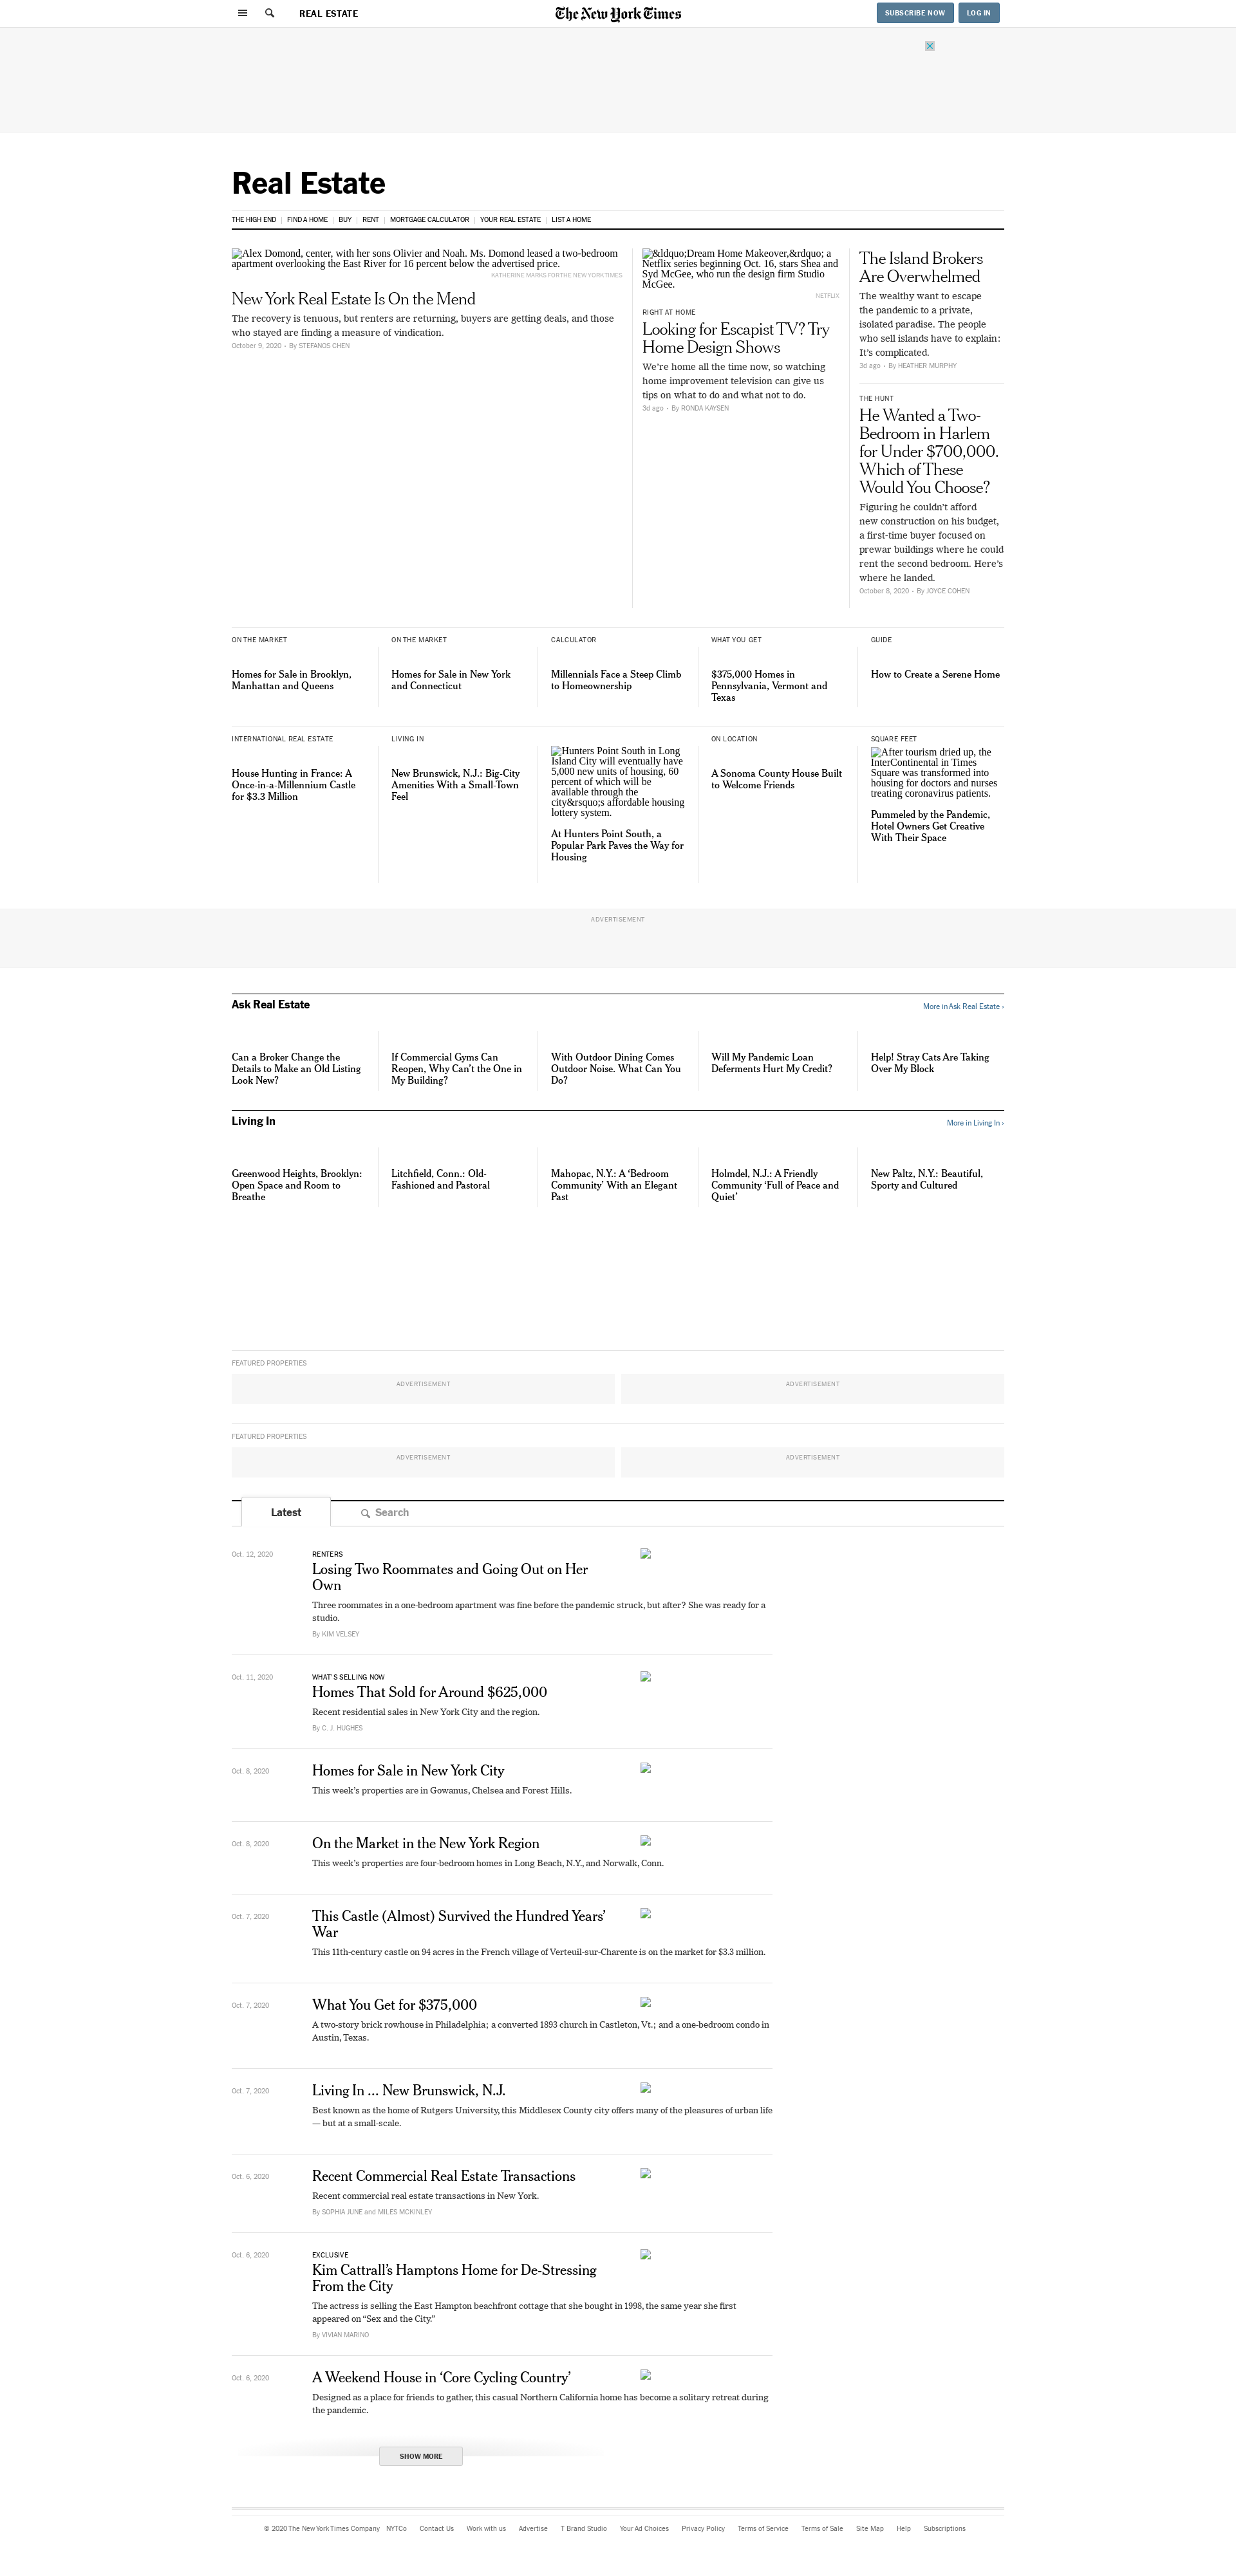 REAL ESTATE
The New York Times
SUBSCRIBE NOW
LOG IN
Real Estate
THE HIGH END
FIND A HOME
BUY
RENT
MORTGAGE CALCULATOR
YOUR REAL ESTATE
LIST A HOME
Alex Domond, center, with her sons Olivier and Noah. Ms. Domond leased a two-bedroom
apartment overlooking the East River for 16 percent below the advertised price.
KATHERINE MARKS FOR THE NEW YORK TIMES
New York Real Estate Is On the Mend
The recovery is tenuous, but renters are returning, buyers are getting deals, and those
who stayed are finding a measure of vindication.
October 9, 2020 • By STEFANOS CHEN
&ldquo;Dream Home Makeover,&rdquo; a
Netflix series beginning Oct. 16, stars Shea and
Syd McGee, who run the design firm Studio
McGee.
NETFLIX
RIGHT AT HOME
Looking for Escapist TV? Try
Home Design Shows
We’re home all the time now, so watching
home improvement television can give us
tips on what to do and what not to do.
3d ago • By RONDA KAYSEN
The Island Brokers
Are Overwhelmed
The wealthy want to escape
the pandemic to a private,
isolated paradise. The people
who sell islands have to explain:
It’s complicated.
3d ago • By HEATHER MURPHY
THE HUNT
He Wanted a Two-
Bedroom in Harlem
for Under $700,000.
Which of These
Would You Choose?
Figuring he couldn’t afford
new construction on his budget,
a first-time buyer focused on
prewar buildings where he could
rent the second bedroom. Here’s
where he landed.
October 8, 2020 • By JOYCE COHEN
ON THE MARKET
Homes for Sale in Brooklyn,
Manhattan and Queens
ON THE MARKET
Homes for Sale in New York
and Connecticut
CALCULATOR
Millennials Face a Steep Climb
to Homeownership
WHAT YOU GET
$375,000 Homes in
Pennsylvania, Vermont and
Texas
GUIDE
How to Create a Serene Home
INTERNATIONAL REAL ESTATE
House Hunting in France: A
Once-in-a-Millennium Castle
for $3.3 Million
LIVING IN
New Brunswick, N.J.: Big-City
Amenities With a Small-Town
Feel
Hunters Point South in Long
Island City will eventually have
5,000 new units of housing, 60
percent of which will be
available through the
city&rsquo;s affordable housing
lottery system.
At Hunters Point South, a
Popular Park Paves the Way for
Housing
ON LOCATION
A Sonoma County House Built
to Welcome Friends
SQUARE FEET
After tourism dried up, the
InterContinental in Times
Square was transformed into
housing for doctors and nurses
treating coronavirus patients.
Pummeled by the Pandemic,
Hotel Owners Get Creative
With Their Space
ADVERTISEMENT
Ask Real Estate
More in Ask Real Estate ›
Can a Broker Change the
Details to Make an Old Listing
Look New?
If Commercial Gyms Can
Reopen, Why Can’t the One in
My Building?
With Outdoor Dining Comes
Outdoor Noise. What Can You
Do?
Will My Pandemic Loan
Deferments Hurt My Credit?
Help! Stray Cats Are Taking
Over My Block
Living In
More in Living In ›
Greenwood Heights, Brooklyn:
Open Space and Room to
Breathe
Litchfield, Conn.: Old-
Fashioned and Pastoral
Mahopac, N.Y.: A ‘Bedroom
Community’ With an Elegant
Past
Holmdel, N.J.: A Friendly
Community ‘Full of Peace and
Quiet’
New Paltz, N.Y.: Beautiful,
Sporty and Cultured
FEATURED PROPERTIES
ADVERTISEMENT
ADVERTISEMENT
FEATURED PROPERTIES
ADVERTISEMENT
ADVERTISEMENT
Latest
Search
Oct. 12, 2020
RENTERS
Losing Two Roommates and Going Out on Her
Own
Three roommates in a one-bedroom apartment was fine before the pandemic struck, but after? She was ready for a
studio.
By KIM VELSEY
Oct. 11, 2020
WHAT’S SELLING NOW
Homes That Sold for Around $625,000
Recent residential sales in New York City and the region.
By C. J. HUGHES
Oct. 8, 2020
Homes for Sale in New York City
This week’s properties are in Gowanus, Chelsea and Forest Hills.
Oct. 8, 2020
On the Market in the New York Region
This week’s properties are four-bedroom homes in Long Beach, N.Y., and Norwalk, Conn.
Oct. 7, 2020
This Castle (Almost) Survived the Hundred Years’
War
This 11th-century castle on 94 acres in the French village of Verteuil-sur-Charente is on the market for $3.3 million.
Oct. 7, 2020
What You Get for $375,000
A two-story brick rowhouse in Philadelphia; a converted 1893 church in Castleton, Vt.; and a one-bedroom condo in
Austin, Texas.
Oct. 7, 2020
Living In ... New Brunswick, N.J.
Best known as the home of Rutgers University, this Middlesex County city offers many of the pleasures of urban life
— but at a small-scale.
Oct. 6, 2020
Recent Commercial Real Estate Transactions
Recent commercial real estate transactions in New York.
By SOPHIA JUNE and MILES MCKINLEY
Oct. 6, 2020
EXCLUSIVE
Kim Cattrall’s Hamptons Home for De-Stressing
From the City
The actress is selling the East Hampton beachfront cottage that she bought in 1998, the same year she first
appeared on “Sex and the City.”
By VIVIAN MARINO
Oct. 6, 2020
A Weekend House in ‘Core Cycling Country’
Designed as a place for friends to gather, this casual Northern California home has become a solitary retreat during
the pandemic.
SHOW MORE
© 2020 The New York Times Company
NYTCo
Contact Us
Work with us
Advertise
T Brand Studio
Your Ad Choices
Privacy Policy
Terms of Service
Terms of Sale
Site Map
Help
Subscriptions